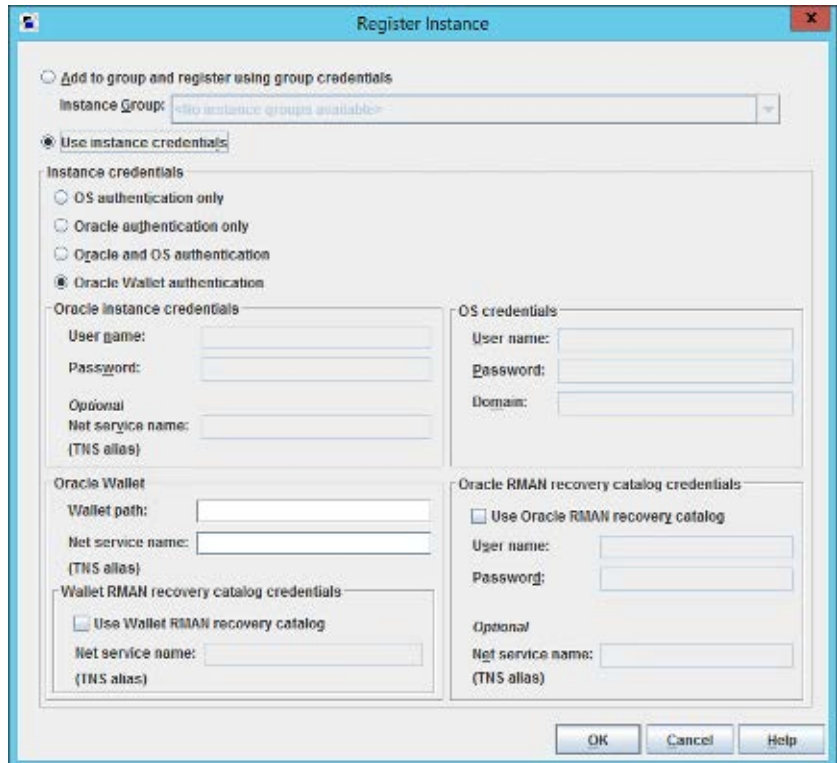 Register Instance
x
Add to group and register using group credentials
Instance Group: <No instance groups available>
Use instance credentials
Instance credentials
OS authentication only
Oracle authentication only
Oracle and OS authentication
Oracle Wallet authentication
Oracle instance credentials
User name:
Password:
Optional
Net service name:
(TNS alias)
OS credentials
User name:
Password:
Domain:
Oracle Wallet
Wallet path:
Net service name:
(TNS alias)
Wallet RMAN recovery catalog credentials
Use Wallet RMAN recovery catalog
Net service name:
(TNS alias)
Oracle RMAN recovery catalog credentials
Use Oracle RMAN recovery catalog
User name:
Password:
Optional
Net service name:
(TNS alias)
OK Cancel Help